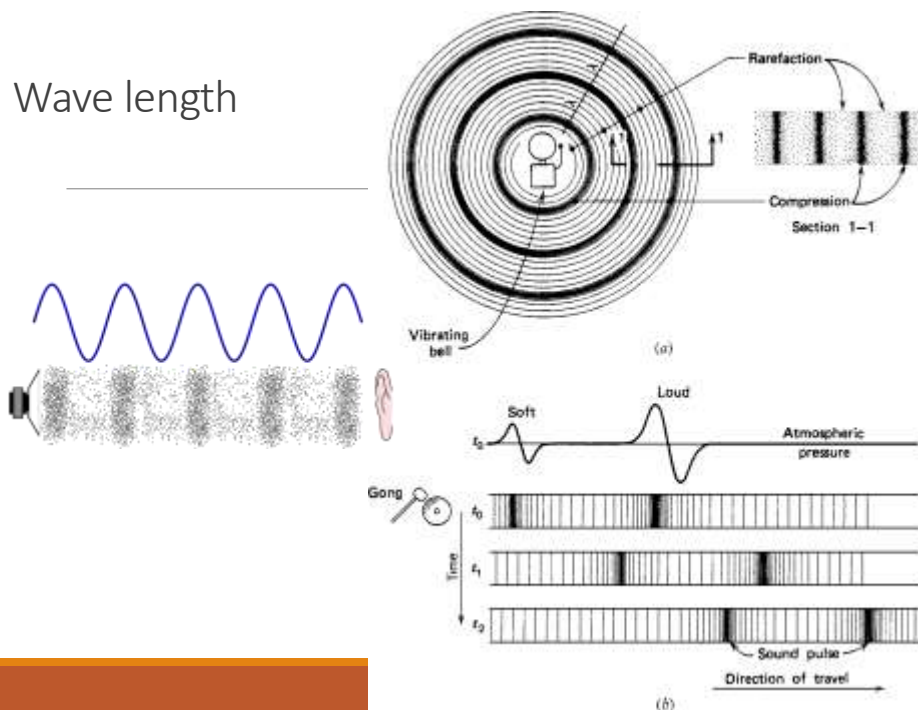 Wave length
Rarefaction
λ
λ
1
1
Compression
Section 1–1
Vibrating
bell
(a)
Loud
Soft
Atmospheric
pressure
Gong
t₀
Time
t₁
t₂
Sound pulse
Direction of travel
(b)